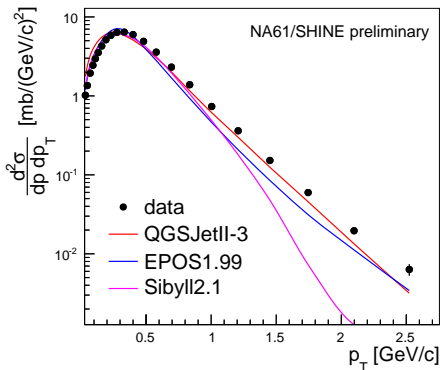 NA61/SHINE preliminary
d²σ/dp dp_T [mb/(GeV/c)²]
10
1
10⁻¹
10⁻²
data
QGSJetII-3
EPOS1.99
Sibyll2.1
0.5 1 1.5 2 2.5
p_T [GeV/c]